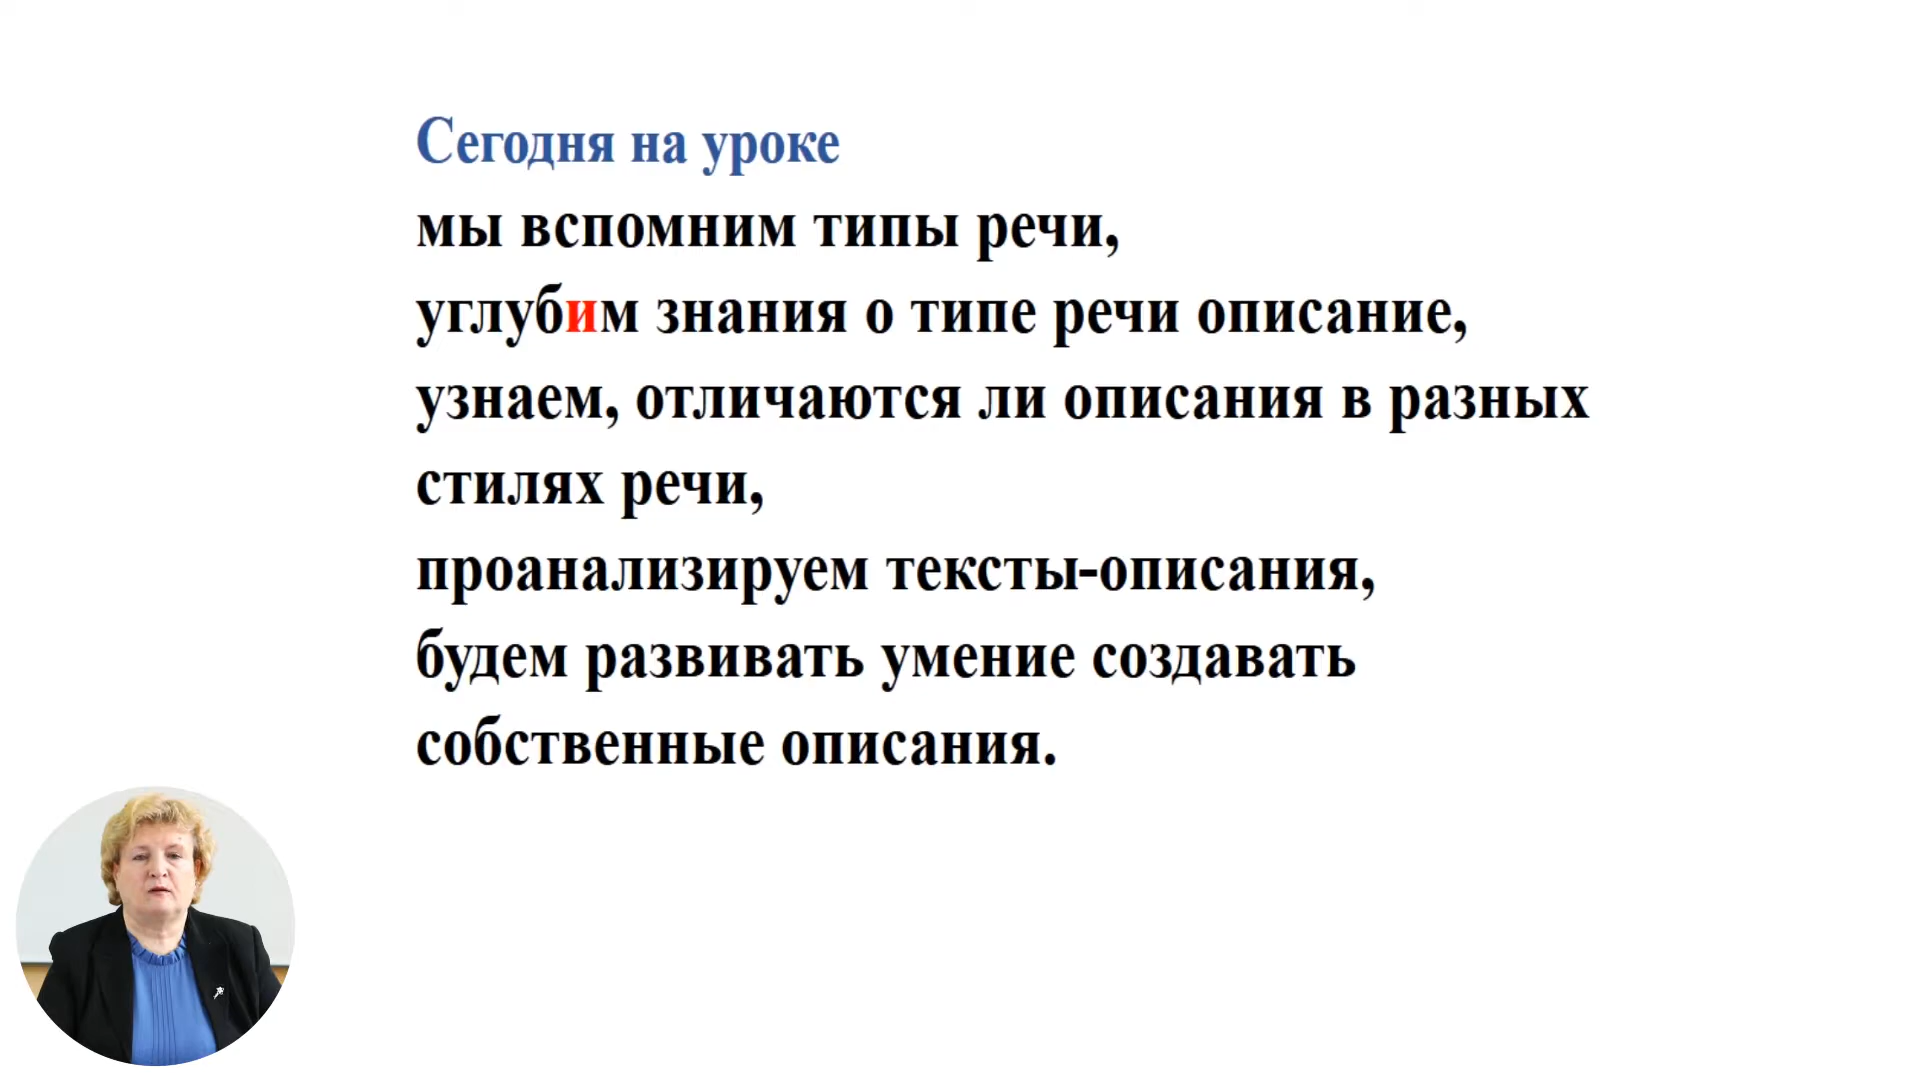 Сегодня на уроке
мы вспомним типы речи,
углубим знания о типе речи описание,
узнаем, отличаются ли описания в разных
стилях речи,
проанализируем тексты-описания,
будем развивать умение создавать
собственные описания.